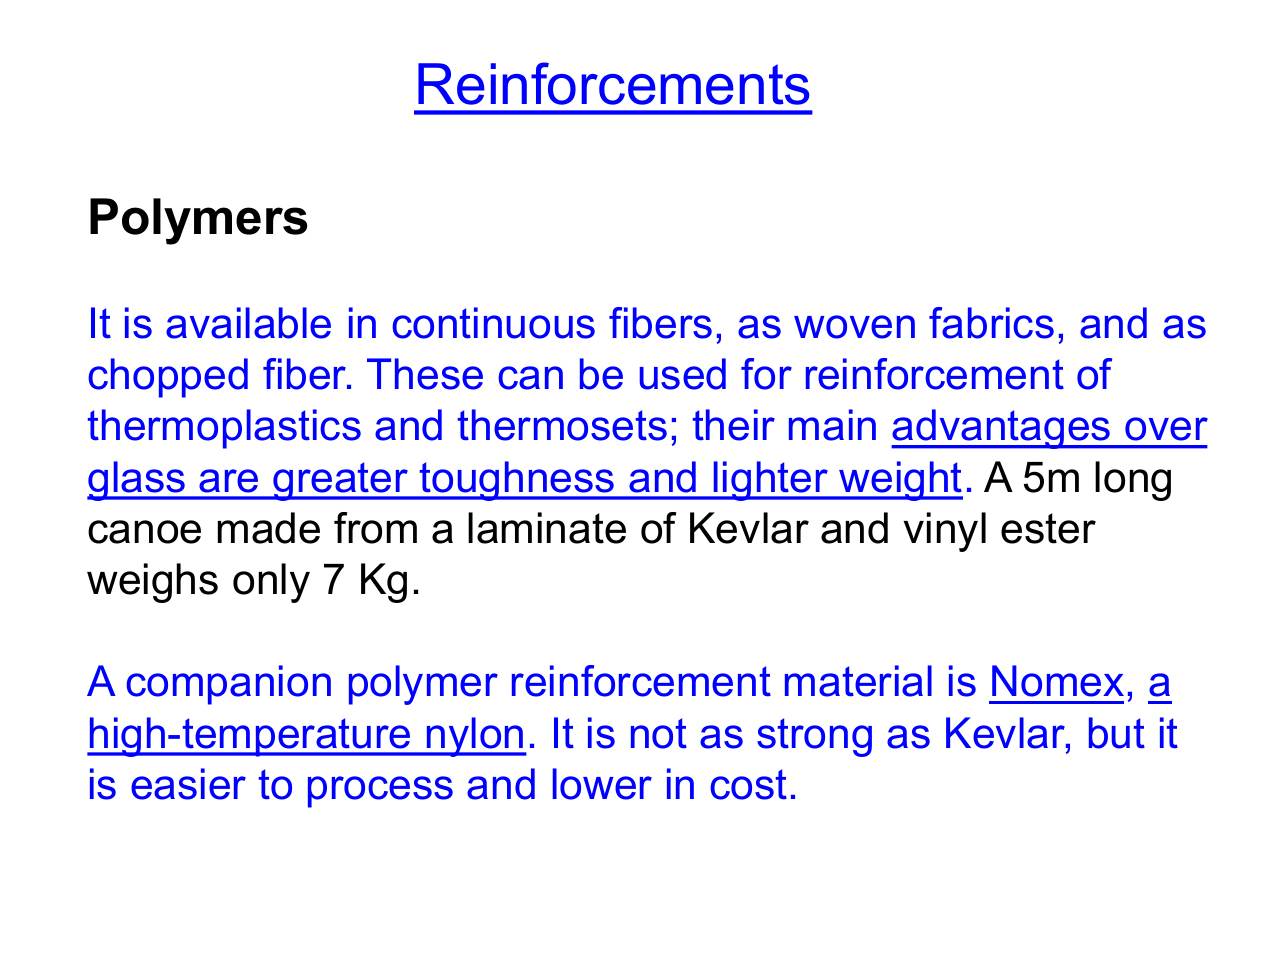 Reinforcements
Polymers
It is available in continuous fibers, as woven fabrics, and as
chopped fiber. These can be used for reinforcement of
thermoplastics and thermosets; their main advantages over
glass are greater toughness and lighter weight. A 5m long
canoe made from a laminate of Kevlar and vinyl ester
weighs only 7 Kg.
A companion polymer reinforcement material is Nomex, a
high-temperature nylon. It is not as strong as Kevlar, but it
is easier to process and lower in cost.